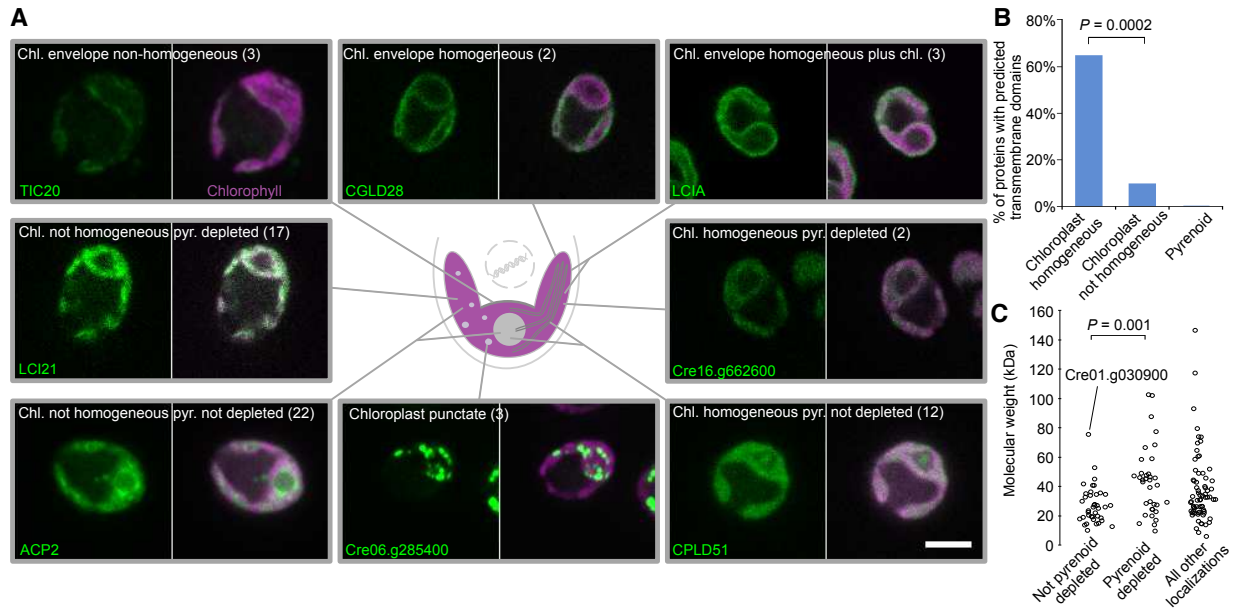 A
Chl. envelope non-homogeneous (3)
TIC20
Chlorophyll
Chl. envelope homogeneous (2)
CGLD28
Chl. envelope homogeneous plus chl. (3)
LCIA
Chl. not homogeneous pyr. depleted (17)
LCI21
Chl. homogeneous pyr. depleted (2)
Cre16.g662600
Chl. not homogeneous pyr. not depleted (22)
ACP2
Chloroplast punctate (3)
Cre06.g285400
Chl. homogeneous pyr. not depleted (12)
CPLD51
B
% of proteins with predicted
transmembrane domains
80%
60%
40%
20%
0%
P = 0.0002
Chloroplast
homogeneous
Chloroplast
not homogeneous
Pyrenoid
C
Molecular weight (kDa)
160
140
120
100
80
60
40
20
0
P = 0.001
Cre01.g030900
Not pyrenoid
depleted
Pyrenoid
depleted
All other
localizations